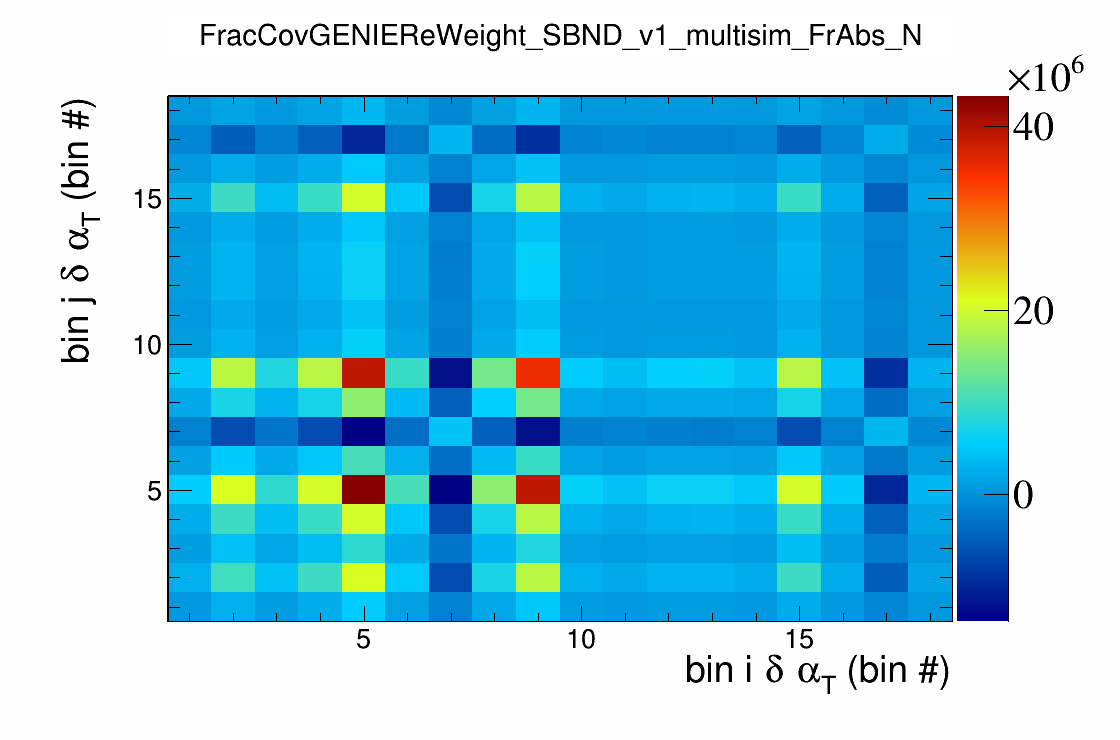 FracCovGENIEReWeight_SBND_v1_multisim_FrAbs_N
×10⁶
bin j δ α_T (bin #)
40
15
20
10
5
0
5 10 15
bin i δ α_T (bin #)